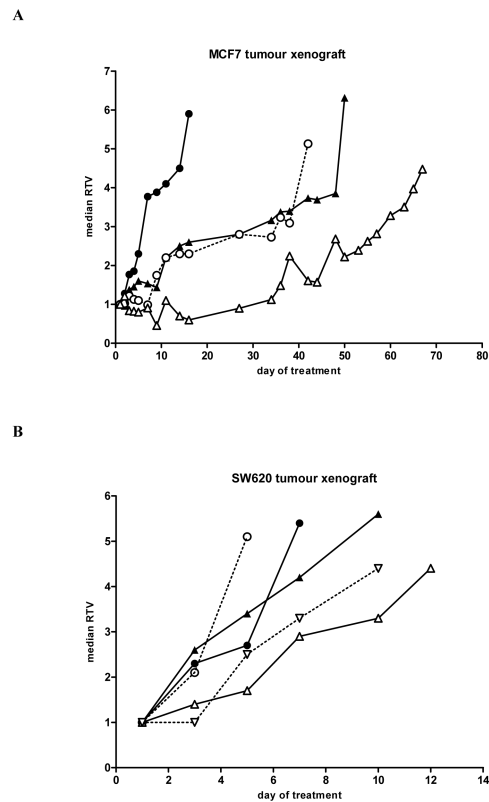 A
MCF7 tumour xenograft
7
6
5
4
3
2
1
0
median RTV
0 10 20 30 40 50 60 70 80
day of treatment
B
SW620 tumour xenograft
6
5
4
3
2
1
0
median RTV
0 2 4 6 8 10 12 14
day of treatment